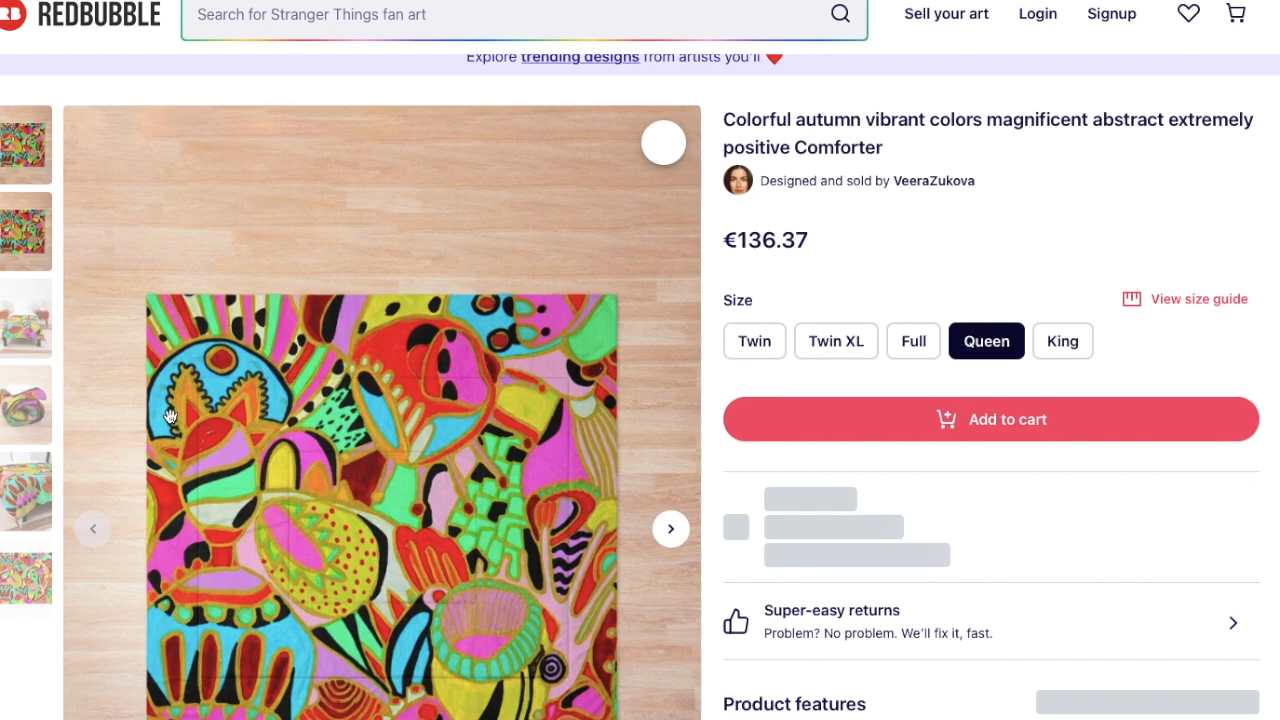 RB REDBUBBLE
Search for Stranger Things fan art
Sell your art
Login
Signup
Explore trending designs from artists you'll
Colorful autumn vibrant colors magnificent abstract extremely
positive Comforter
Designed and sold by VeeraZukova
€136.37
Size
View size guide
Twin
Twin XL
Full
Queen
King
Add to cart
Super-easy returns
Problem? No problem. We'll fix it, fast.
Product features